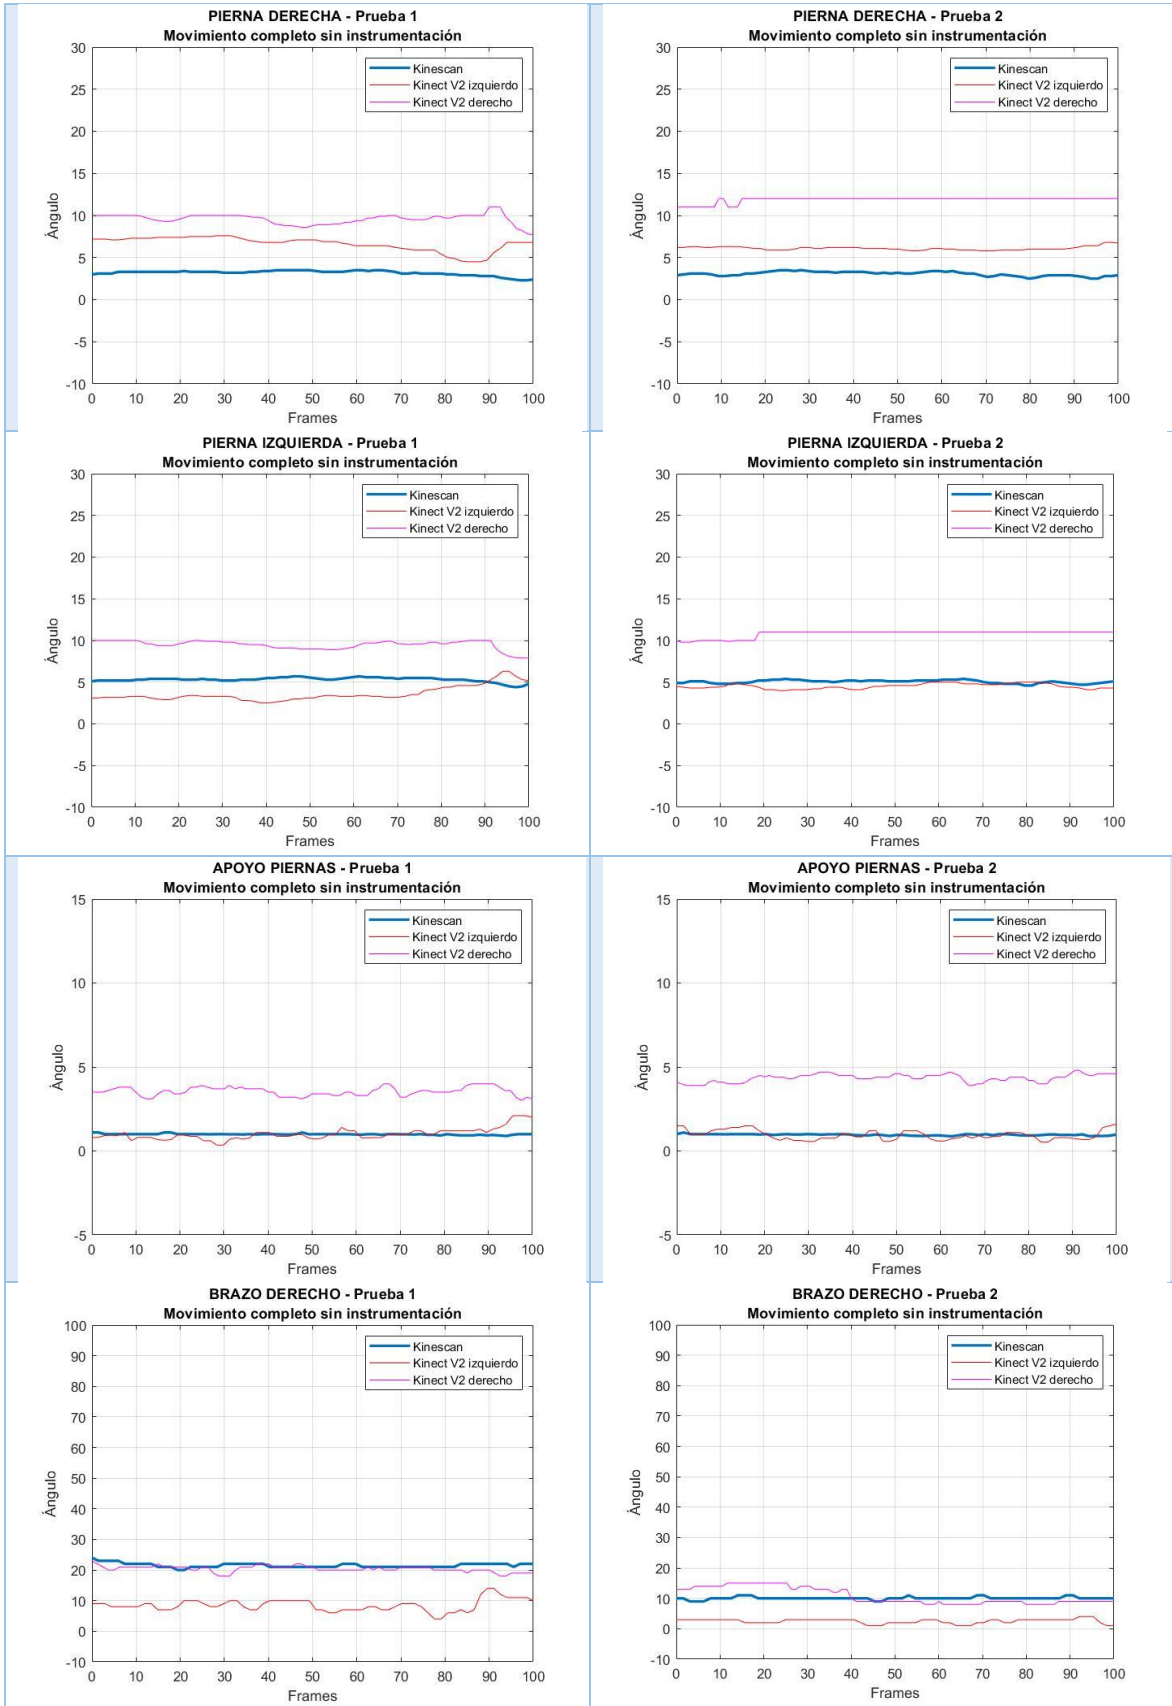 PIERNA DERECHA - Prueba 1
Movimiento completo sin instrumentación
Kinescan
Kinect V2 izquierdo
Kinect V2 derecho
30
25
20
15
10
5
0
-5
-10
Ángulo
0 10 20 30 40 50 60 70 80 90 100
Frames
PIERNA DERECHA - Prueba 2
Movimiento completo sin instrumentación
Kinescan
Kinect V2 izquierdo
Kinect V2 derecho
30
25
20
15
10
5
0
-5
-10
Ángulo
0 10 20 30 40 50 60 70 80 90 100
Frames
PIERNA IZQUIERDA - Prueba 1
Movimiento completo sin instrumentación
Kinescan
Kinect V2 izquierdo
Kinect V2 derecho
30
25
20
15
10
5
0
-5
-10
Ángulo
0 10 20 30 40 50 60 70 80 90 100
Frames
PIERNA IZQUIERDA - Prueba 2
Movimiento completo sin instrumentación
Kinescan
Kinect V2 izquierdo
Kinect V2 derecho
30
25
20
15
10
5
0
-5
-10
Ángulo
0 10 20 30 40 50 60 70 80 90 100
Frames
APOYO PIERNAS - Prueba 1
Movimiento completo sin instrumentación
Kinescan
Kinect V2 izquierdo
Kinect V2 derecho
15
10
5
0
-5
Ángulo
0 10 20 30 40 50 60 70 80 90 100
Frames
APOYO PIERNAS - Prueba 2
Movimiento completo sin instrumentación
Kinescan
Kinect V2 izquierdo
Kinect V2 derecho
15
10
5
0
-5
Ángulo
0 10 20 30 40 50 60 70 80 90 100
Frames
BRAZO DERECHO - Prueba 1
Movimiento completo sin instrumentación
Kinescan
Kinect V2 izquierdo
Kinect V2 derecho
100
90
80
70
60
50
40
30
20
10
0
-10
Ángulo
0 10 20 30 40 50 60 70 80 90 100
Frames
BRAZO DERECHO - Prueba 2
Movimiento completo sin instrumentación
Kinescan
Kinect V2 izquierdo
Kinect V2 derecho
100
90
80
70
60
50
40
30
20
10
0
-10
Ángulo
0 10 20 30 40 50 60 70 80 90 100
Frames